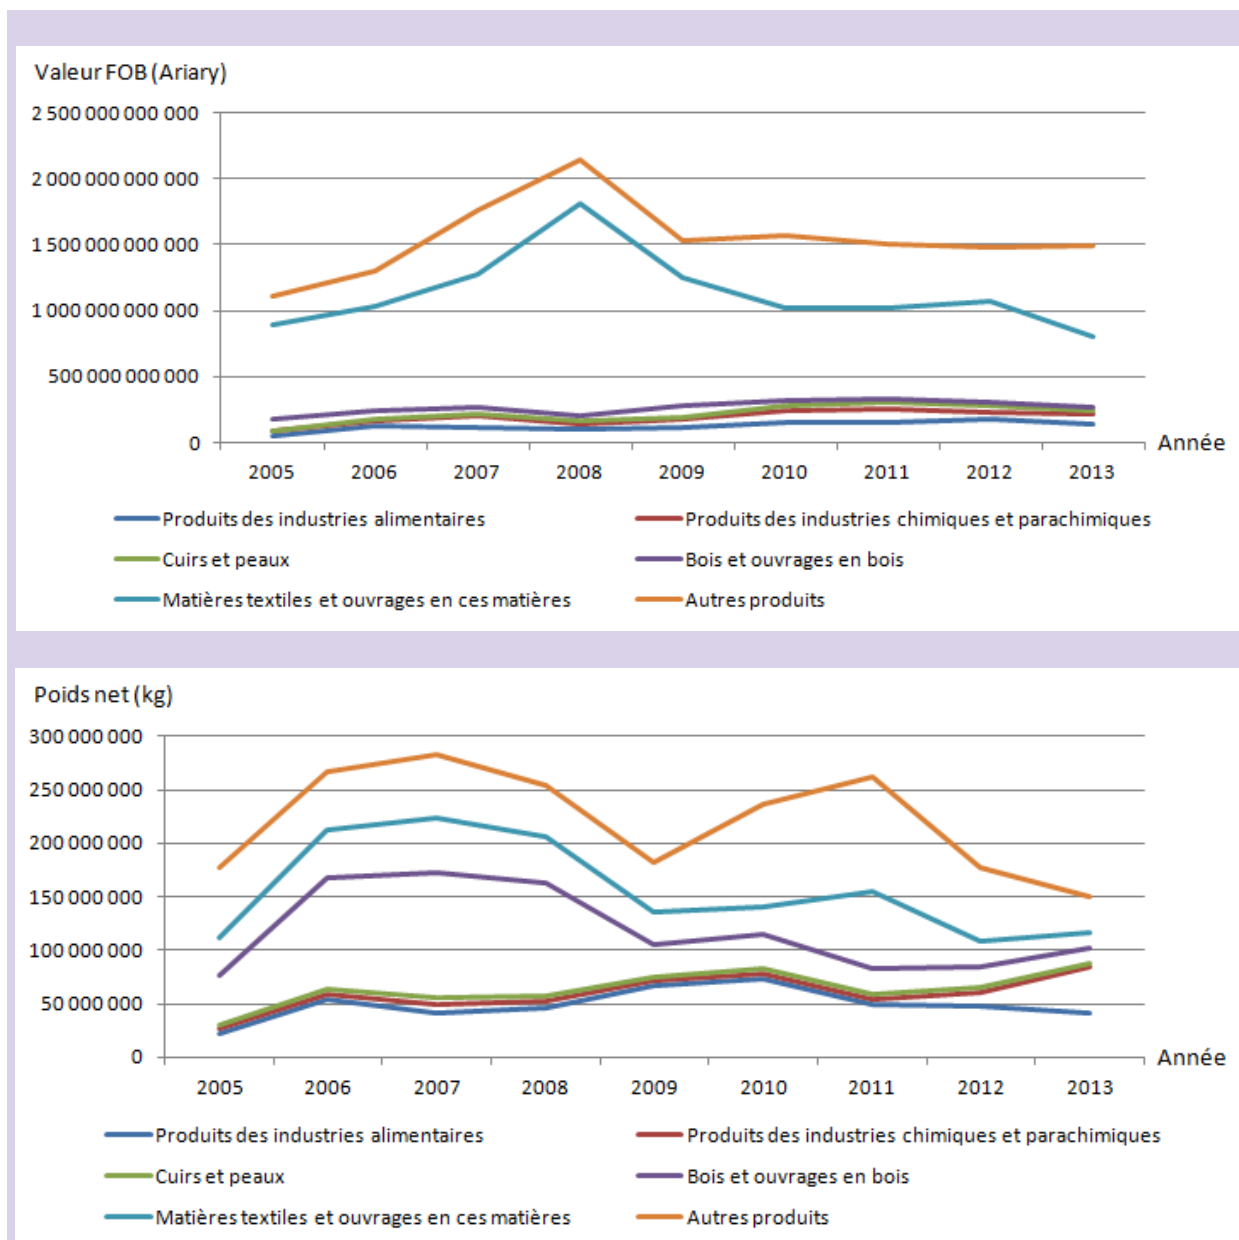 Valeur FOB (Ariary)
2 500 000 000 000
2 000 000 000 000
1 500 000 000 000
1 000 000 000 000
500 000 000 000
0
Année
2005 2006 2007 2008 2009 2010 2011 2012 2013
Produits des industries alimentaires Produits des industries chimiques et parachimiques
Cuirs et peaux Bois et ouvrages en bois
Matières textiles et ouvrages en ces matières Autres produits
Poids net (kg)
300 000 000
250 000 000
200 000 000
150 000 000
100 000 000
50 000 000
0
Année
2005 2006 2007 2008 2009 2010 2011 2012 2013
Produits des industries alimentaires Produits des industries chimiques et parachimiques
Cuirs et peaux Bois et ouvrages en bois
Matières textiles et ouvrages en ces matières Autres produits